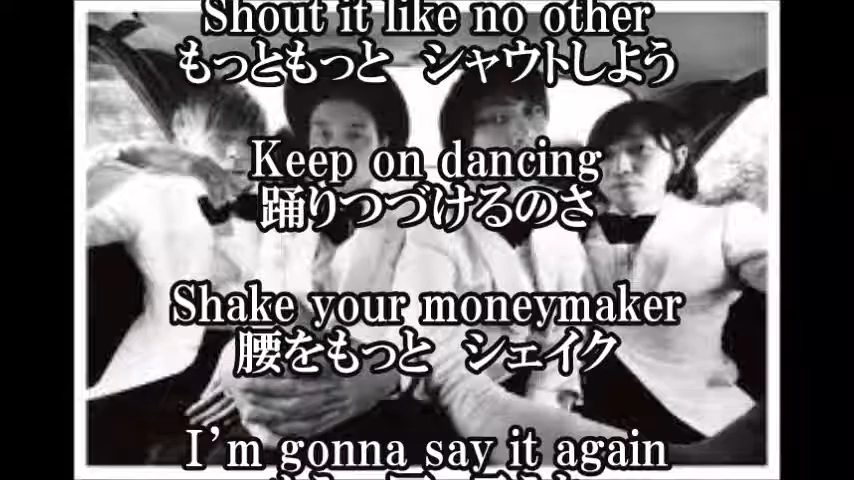 Shout it like no other
もっともっと　シャウトしよう
Keep on dancing
踊りつづけるのさ
Shake your moneymaker
腰をもっと　シェイク
I'm gonna say it again